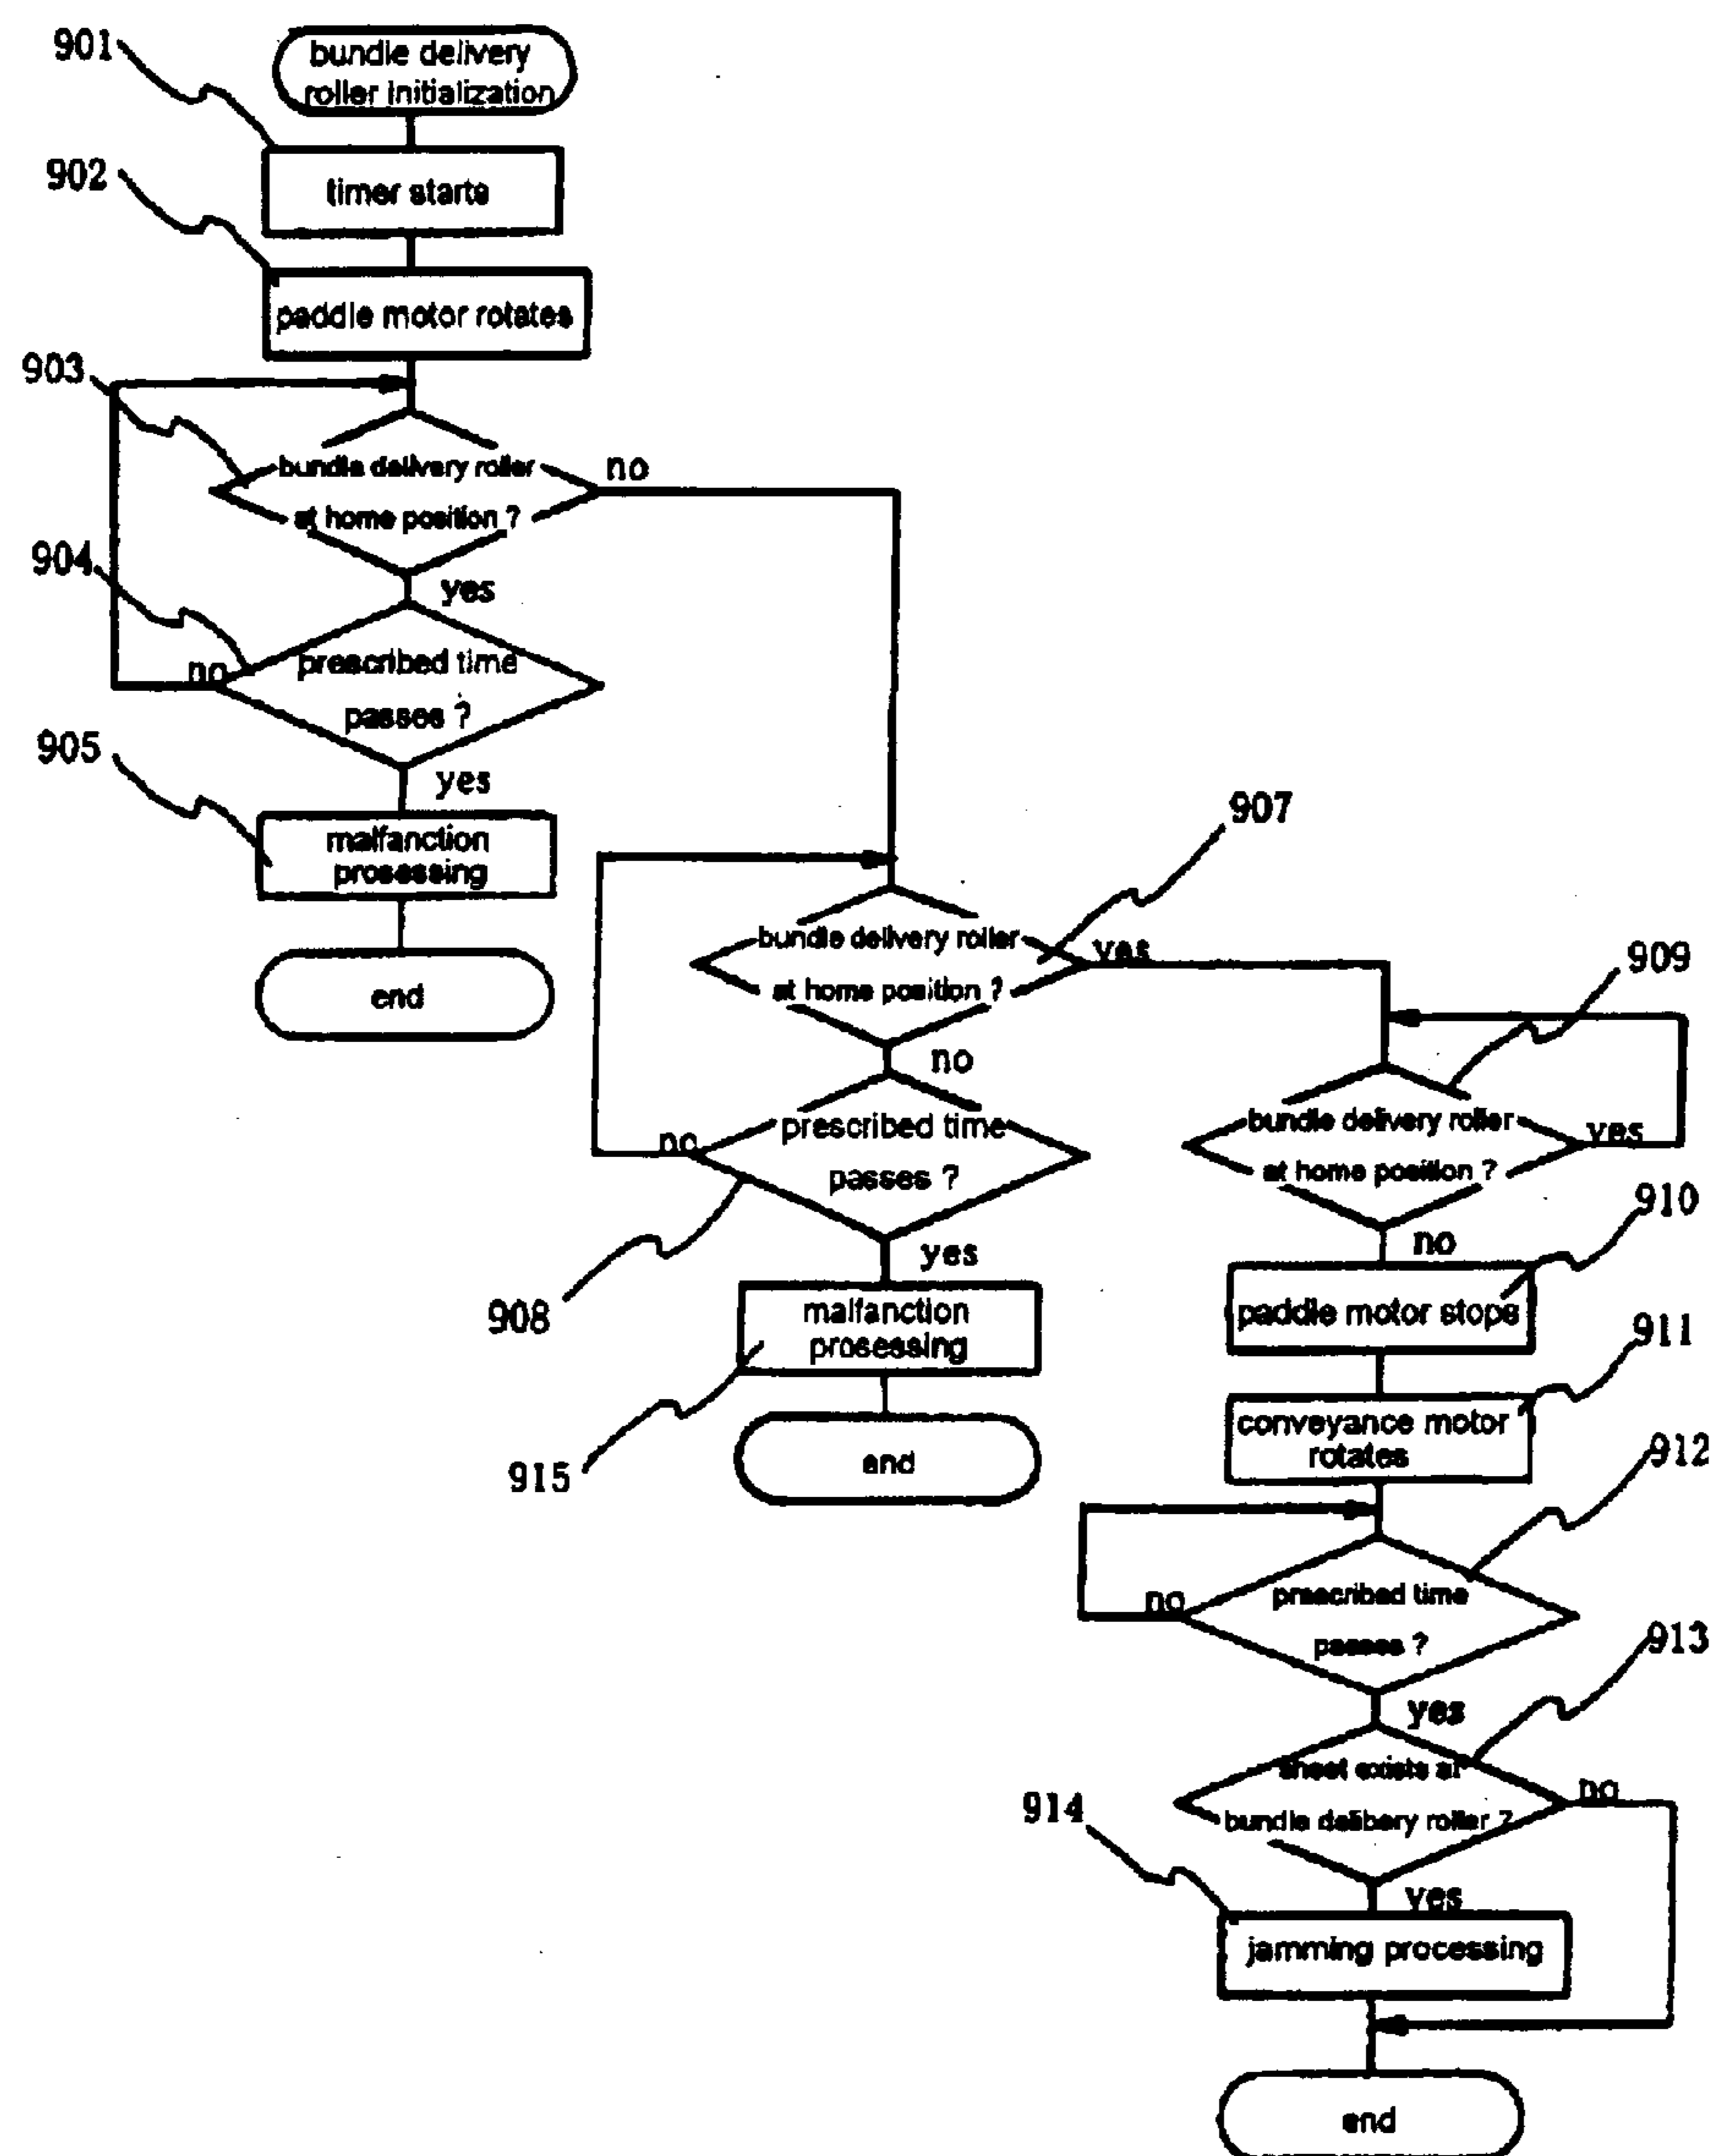 901
bundle delivery
roller initialization
902
timer starts
paddle motor rotates
903
bundle delivery roller
at home position ?
no
yes
904
no
prescribed time
passes ?
yes
905
malfanction
prosessing
end
907
bundle delivery roller
at home position ?
yes
no
no
prescribed time
passes ?
908
yes
malfanction
prosessing
915
end
909
bundle delivery roller
at home position ?
yes
no
910
paddle motor stops
911
conveyance motor
rotates
912
no
prescribed time
passes ?
yes
913
sheet exists at
bundle delibery roller ?
no
yes
914
jamming processing
end